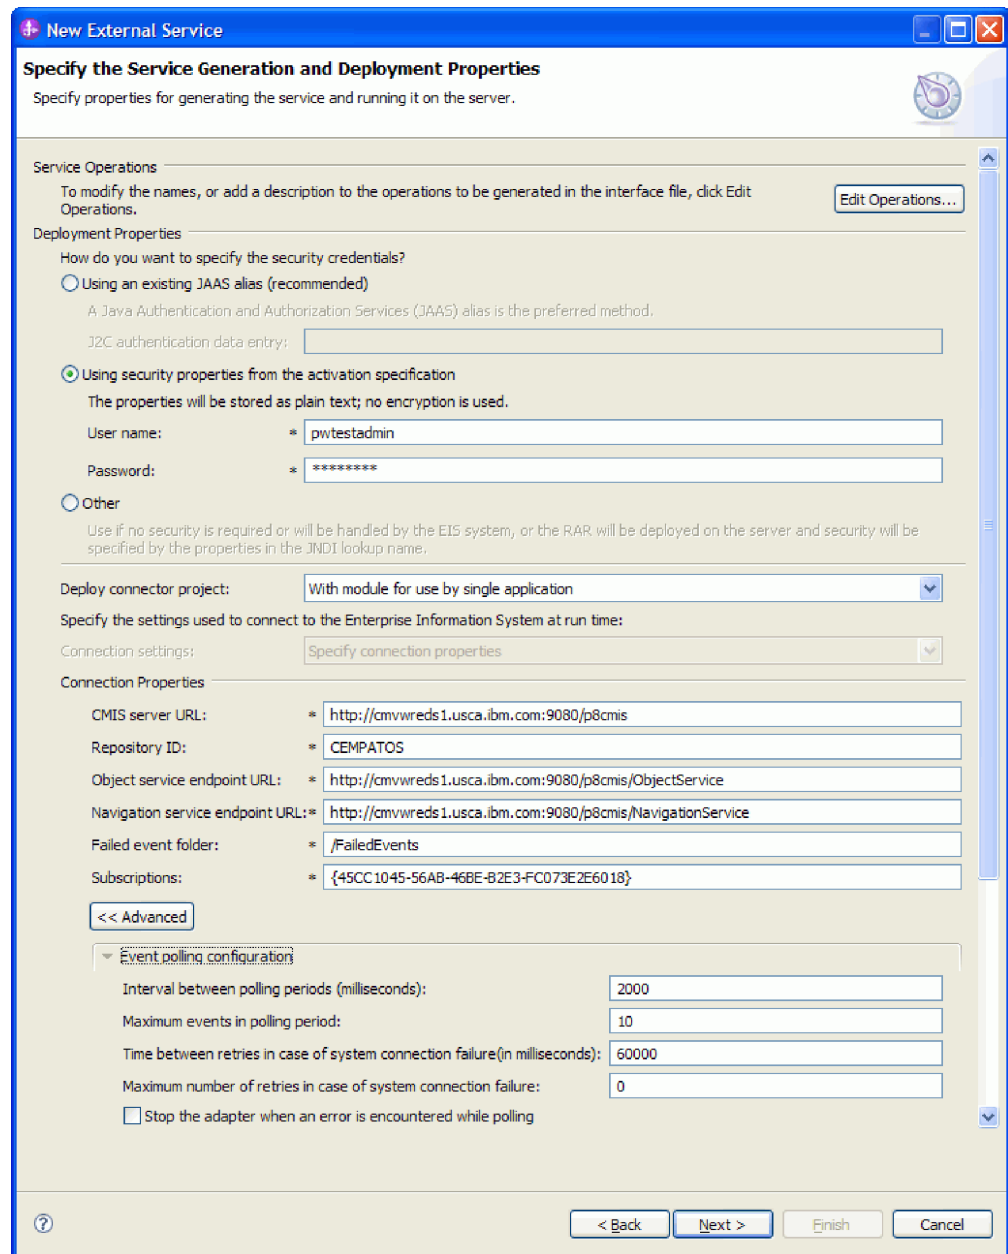 New External Service
Specify the Service Generation and Deployment Properties
Specify properties for generating the service and running it on the server.
Service Operations
To modify the names, or add a description to the operations to be generated in the interface file, click Edit
Operations.
Edit Operations...
Deployment Properties
How do you want to specify the security credentials?
Using an existing JAAS alias (recommended)
A Java Authentication and Authorization Services (JAAS) alias is the preferred method.
J2C authentication data entry:
Using security properties from the activation specification
The properties will be stored as plain text; no encryption is used.
User name: * pwtestadmin
Password: * ********
Other
Use if no security is required or will be handled by the EIS system, or the RAR will be deployed on the server and security will be
specified by the properties in the JNDI lookup name.
Deploy connector project: With module for use by single application
Specify the settings used to connect to the Enterprise Information System at run time:
Connection settings: Specify connection properties
Connection Properties
CMIS server URL: * http://cmvwreds1.usca.ibm.com:9080/p8cmis
Repository ID: * CEMPATOS
Object service endpoint URL: * http://cmvwreds1.usca.ibm.com:9080/p8cmis/ObjectService
Navigation service endpoint URL:* http://cmvwreds1.usca.ibm.com:9080/p8cmis/NavigationService
Failed event folder: * /FailedEvents
Subscriptions: * {45CC1045-56AB-46BE-B2E3-FC073E2E6018}
<< Advanced
Event polling configuration
Interval between polling periods (milliseconds): 2000
Maximum events in polling period: 10
Time between retries in case of system connection failure(in milliseconds): 60000
Maximum number of retries in case of system connection failure: 0
Stop the adapter when an error is encountered while polling
? < Back Next > Finish Cancel